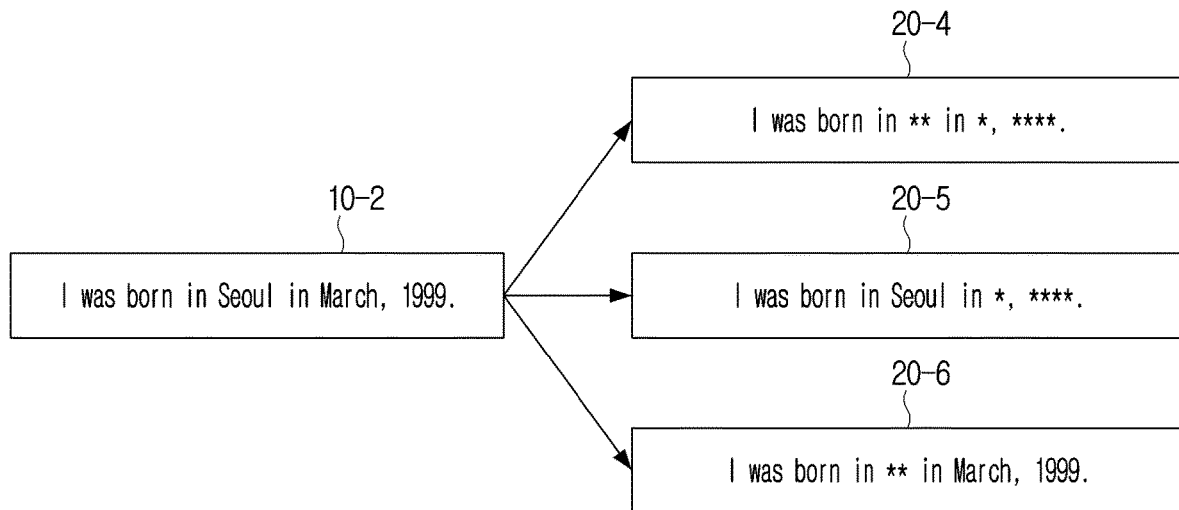 20-4
I was born in ** in *, ****.
10-2
20-5
I was born in Seoul in March, 1999.
I was born in Seoul in *, ****.
20-6
I was born in ** in March, 1999.